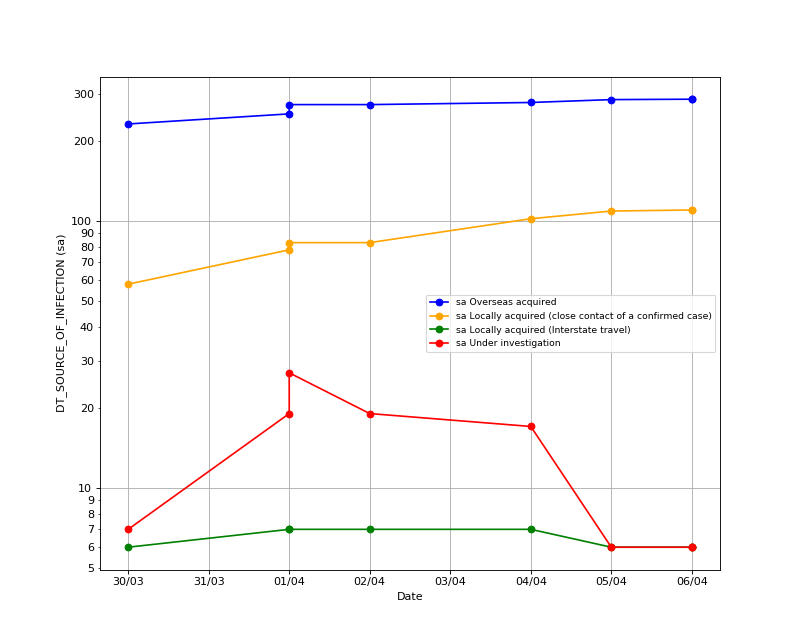 300
200
100
90
80
70
60
50
40
30
20
10
9
8
7
6
5
DT_SOURCE_OF_INFECTION (sa)
sa Overseas acquired
sa Locally acquired (close contact of a confirmed case)
sa Locally acquired (Interstate travel)
sa Under investigation
30/03 31/03 01/04 02/04 03/04 04/04 05/04 06/04
Date